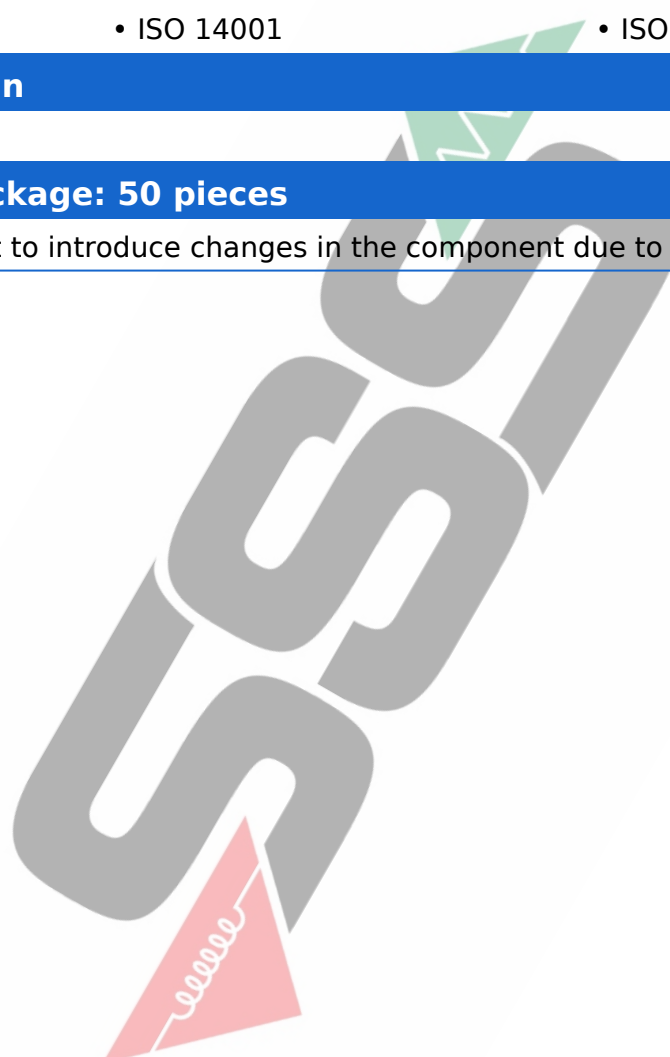 • ISO 14001 • ISO
n
ckage: 50 pieces
t to introduce changes in the component due to